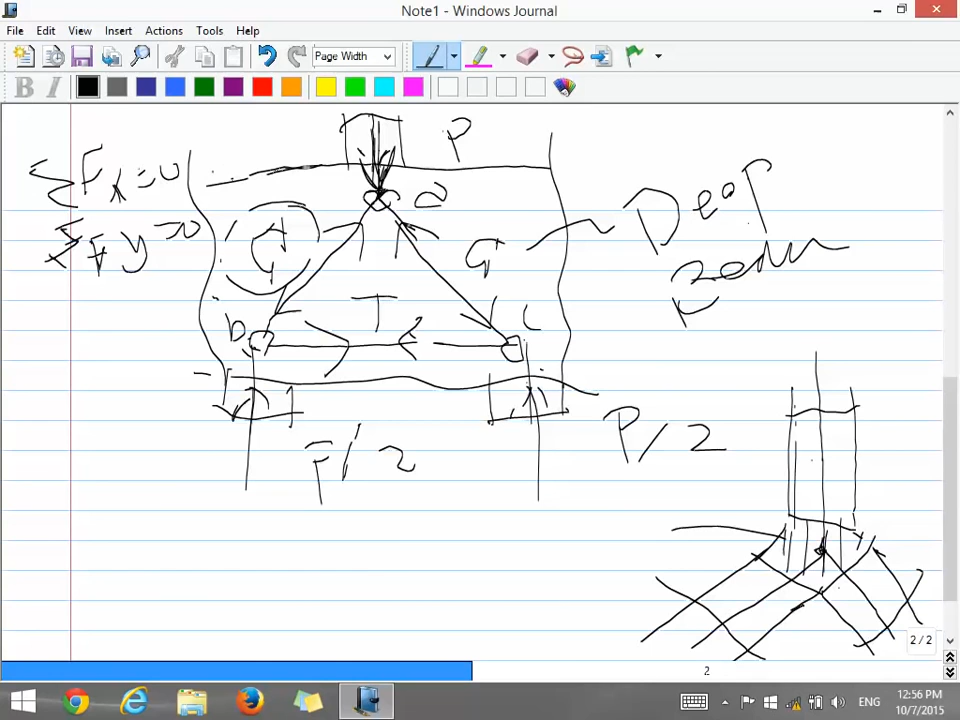 Note1 - Windows Journal
File Edit View Insert Actions Tools Help
Page Width
B I
P
ΣFx=0
a
ΣFy=0
Deep
T
P/2
P/2
2/2
2
ENG
12:56 PM
10/7/2015